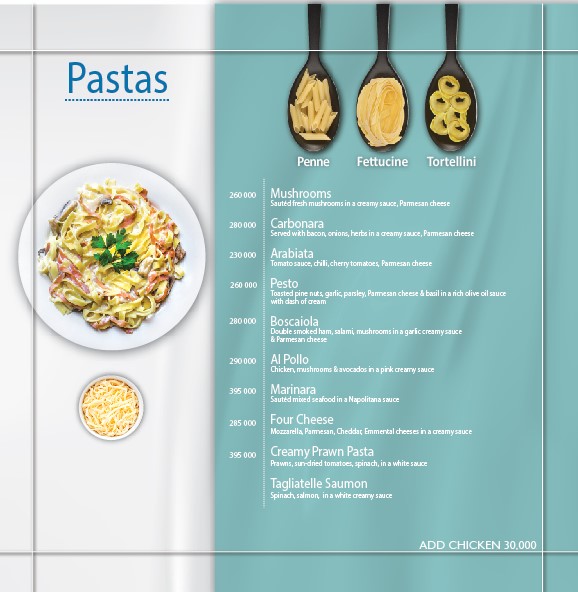 Pastas
Penne Fettucine Tortellini
260 000 Mushrooms
Sautéd fresh mushrooms in a creamy sauce, Parmesan cheese
280 000 Carbonara
Served with bacon, onions, herbs in a creamy sauce, Parmesan cheese
230 000 Arabiata
Tomato sauce, chilli, cherry tomatoes, Parmesan cheese
260 000 Pesto
Toasted pine nuts, garlic, parsley, Parmesan cheese & basil in a rich olive oil sauce
with dash of cream
280 000 Boscaiola
Double smoked ham, salami, mushrooms in a garlic creamy sauce
& Parmesan cheese
290 000 Al Pollo
Chicken, mushrooms & avocados in a pink creamy sauce
395 000 Marinara
Sautéd mixed seafood in a Napolitana sauce
285 000 Four Cheese
Mozzarella, Parmesan, Cheddar, Emmental cheeses in a creamy sauce
395 000 Creamy Prawn Pasta
Prawns, sun-dried tomatoes, spinach, in a white sauce
Tagliatelle Saumon
Spinach, salmon, in a white creamy sauce
ADD CHICKEN 30,000